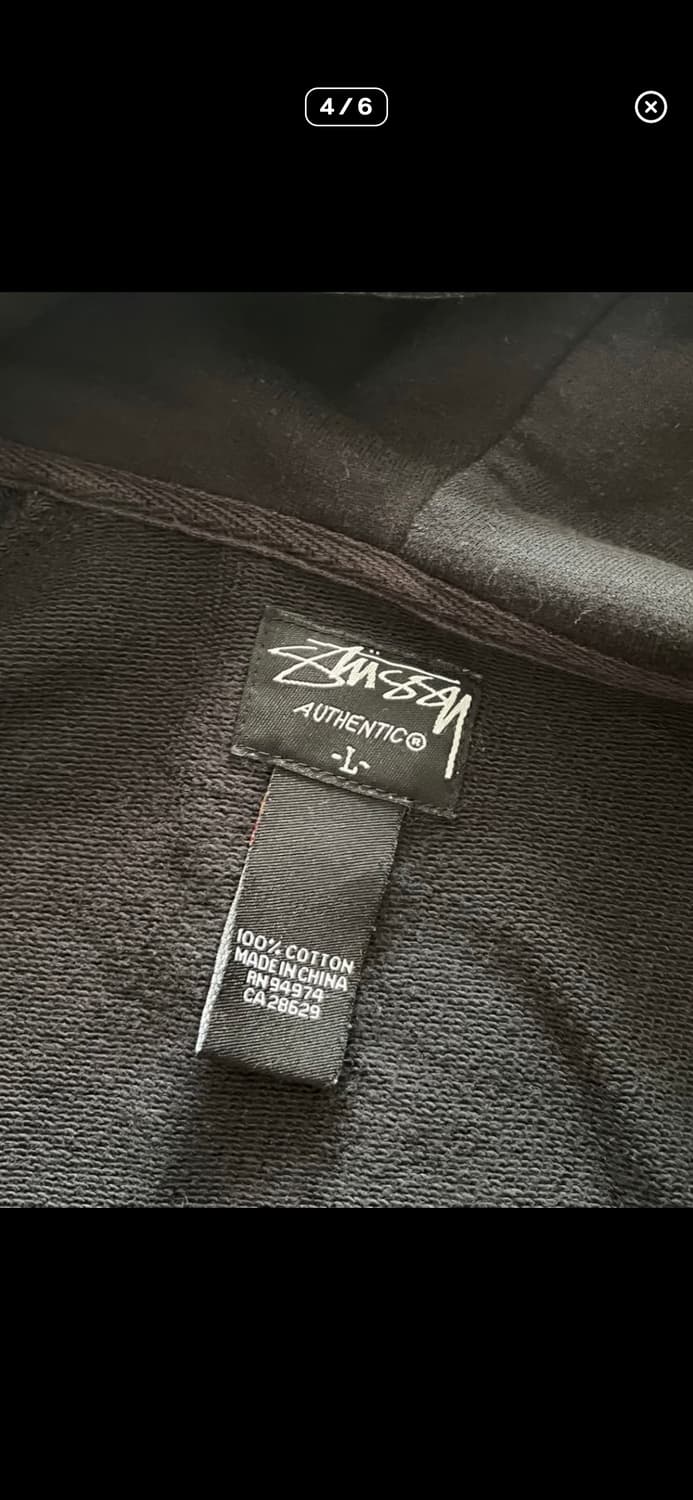 4/6
STÜSSY
AUTHENTIC®
-L-
100% COTTON
MADE IN CHINA
RN 94974
CA 28629